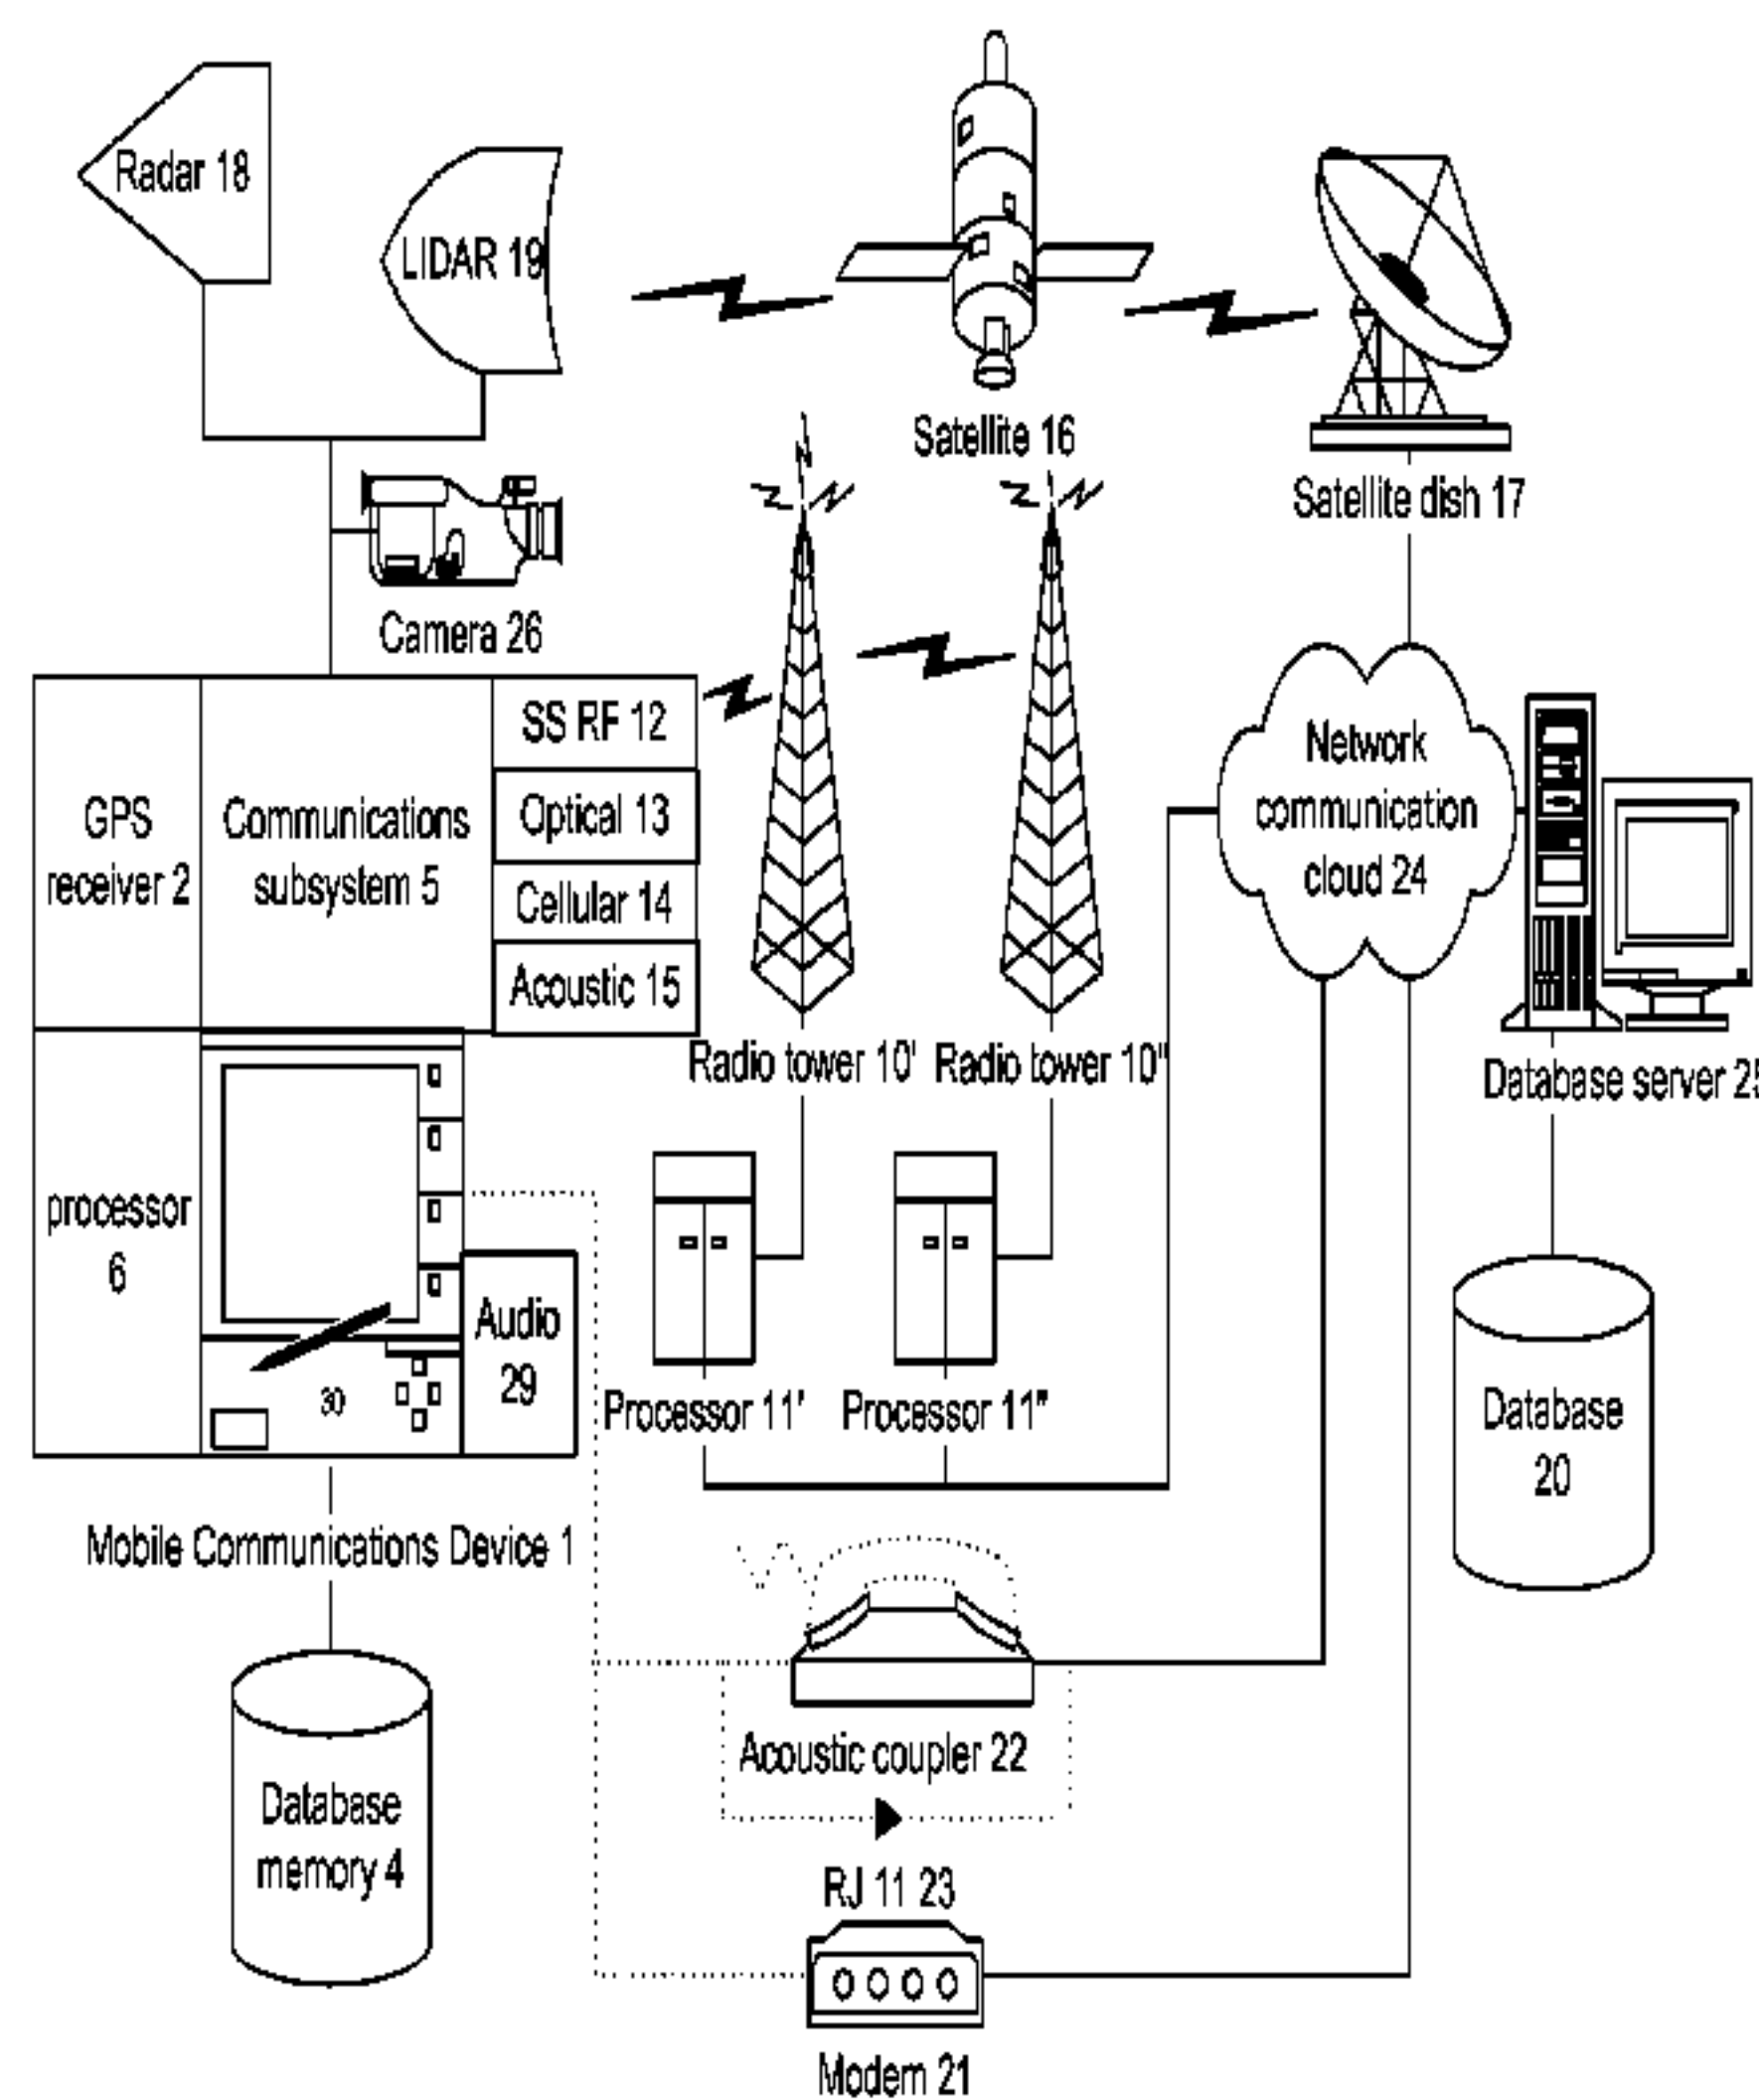 Radar 18
LIDAR 19
Satellite 16
Satellite dish 17
Camera 26
GPS
receiver 2
Communications
subsystem 5
SS RF 12
Optical 13
Cellular 14
Acoustic 15
Network
communication
cloud 24
Radio tower 10'
Radio tower 10"
Database server 25
processor
6
Audio
29
30
Processor 11'
Processor 11"
Database
20
Mobile Communications Device 1
Acoustic coupler 22
Database
memory 4
RJ 11 23
Modem 21